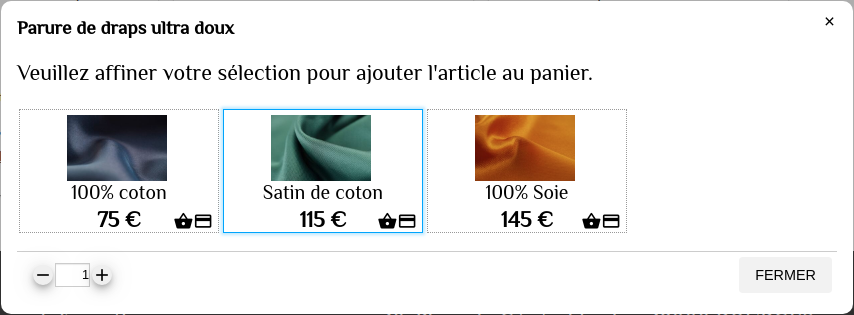 Parure de draps ultra doux
×
Veuillez affiner votre sélection pour ajouter l'article au panier.
100% coton
75 €
Satin de coton
115 €
100% Soie
145 €
1
FERMER